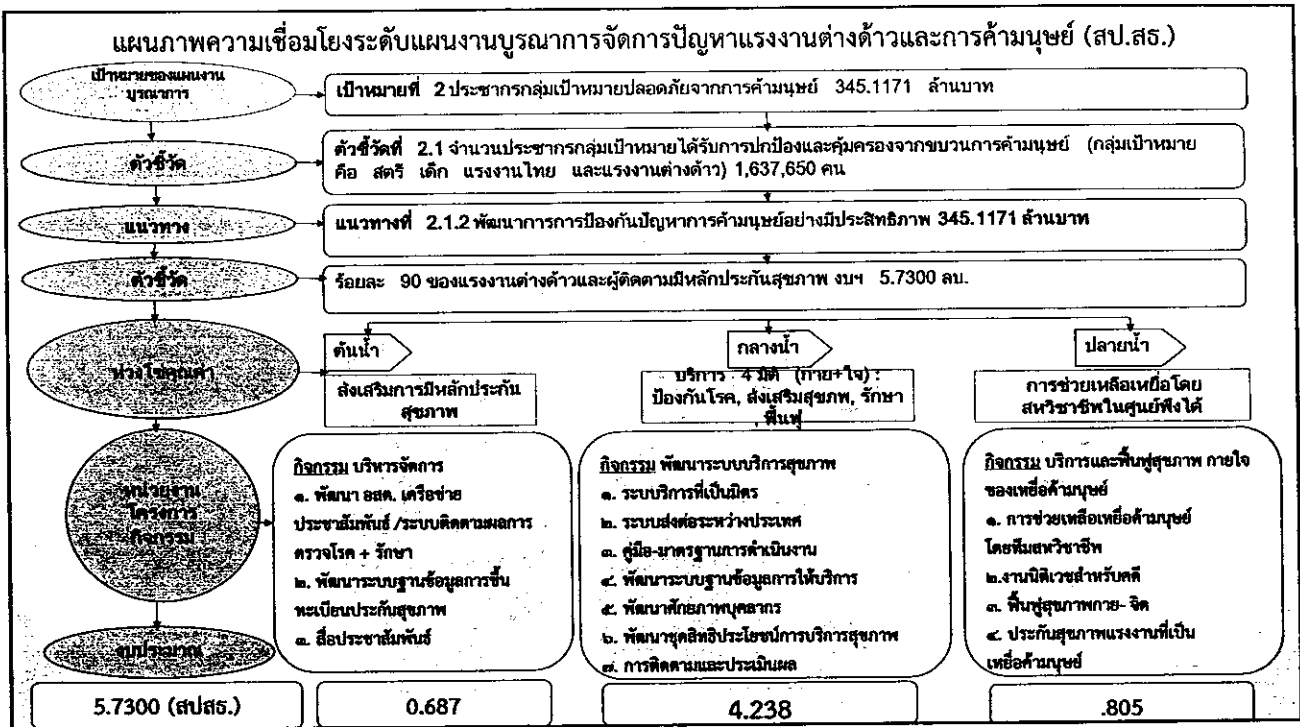 แผนภาพความเชื่อมโยงระดับแผนงานบูรณาการจัดการปัญหาแรงงานต่างด้าวและการค้ามนุษย์ (สป.สธ.)
เป้าหมายของแผนงาน
บูรณาการ
เป้าหมายที่ 2 ประชากรกลุ่มเป้าหมายปลอดภัยจากการค้ามนุษย์ 345.1171 ล้านบาท
ตัวชี้วัด
ตัวชี้วัดที่ 2.1 จำนวนประชากรกลุ่มเป้าหมายได้รับการปกป้องและคุ้มครองจากขบวนการค้ามนุษย์ (กลุ่มเป้าหมาย
คือ สตรี เด็ก แรงงานไทย และแรงงานต่างด้าว) 1,637,650 คน
แนวทาง
แนวทางที่ 2.1.2 พัฒนาการการป้องกันปัญหาการค้ามนุษย์อย่างมีประสิทธิภาพ 345.1171 ล้านบาท
ตัวชี้วัด
ร้อยละ 90 ของแรงงานต่างด้าวและผู้ติดตามมีหลักประกันสุขภาพ งบฯ 5.7300 ลบ.
ห่วงโซ่คุณค่า
ต้นน้ำ
ส่งเสริมการมีหลักประกัน
สุขภาพ
กลางน้ำ
บริการ 4 มิติ (กาย+ใจ) :
ป้องกันโรค, ส่งเสริมสุขภพ, รักษา
, ฟื้นฟู
ปลายน้ำ
การช่วยเหลือเหยื่อโดย
สหวิชาชีพในศูนย์พึ่งได้
หน่วยงาน
โครงการ
กิจกรรม
กิจกรรม บริหารจัดการ
๑. พัฒนา อสต. เครือข่าย
ประชาสัมพันธ์ /ระบบติดตามผลการ
ตรวจโรค + รักษา
๒. พัฒนาระบบฐานข้อมูลการขึ้น
ทะเบียนประกันสุขภาพ
๓. สื่อประชาสัมพันธ์
กิจกรรม พัฒนาระบบบริการสุขภาพ
๑. ระบบริการที่เป็นมิตร
๒. ระบบส่งต่อระหว่างประเทศ
๓. คู่มือ-มาตรฐานการดำเนินงาน
๔. พัฒนาระบบฐานข้อมูลการให้บริการ
๕. พัฒนาศักยภาพบุคลากร
๖. พัฒนาชุดสิทธิประโยชน์การบริการสุขภาพ
๗. การติดตามและประเมินผล
กิจกรรม บริการและฟื้นฟูสุขภาพ กายใจ
ของเหยื่อค้ามนุษย์
๑. การช่วยเหลือเหยื่อค้ามนุษย์
โดยทีมสหวิชาชีพ
๒.งานนิติเวชสำหรับคดี
๓. ฟื้นฟูสุขภาพกวย- จิต
๔. ประกันสุขภาพแรงงานที่เป็น
เหยื่อค้ามนุษย์
งบประมาณ
5.7300 (สปสธ.)
0.687
4.238
.805